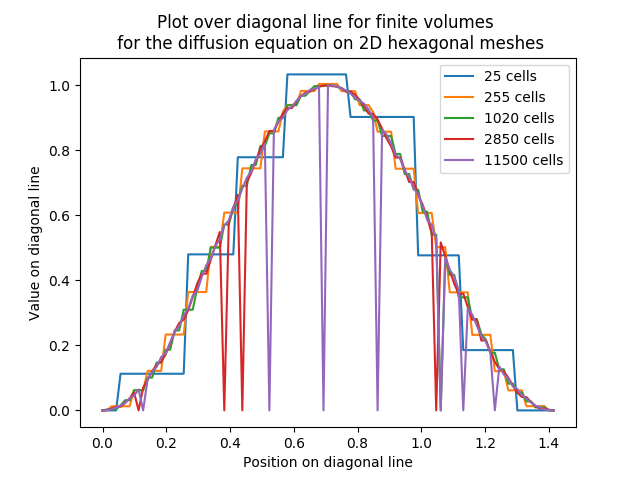 Plot over diagonal line for finite volumes
for the diffusion equation on 2D hexagonal meshes
25 cells
255 cells
1020 cells
2850 cells
11500 cells
Value on diagonal line
1.0
0.8
0.6
0.4
0.2
0.0
0.0 0.2 0.4 0.6 0.8 1.0 1.2 1.4
Position on diagonal line